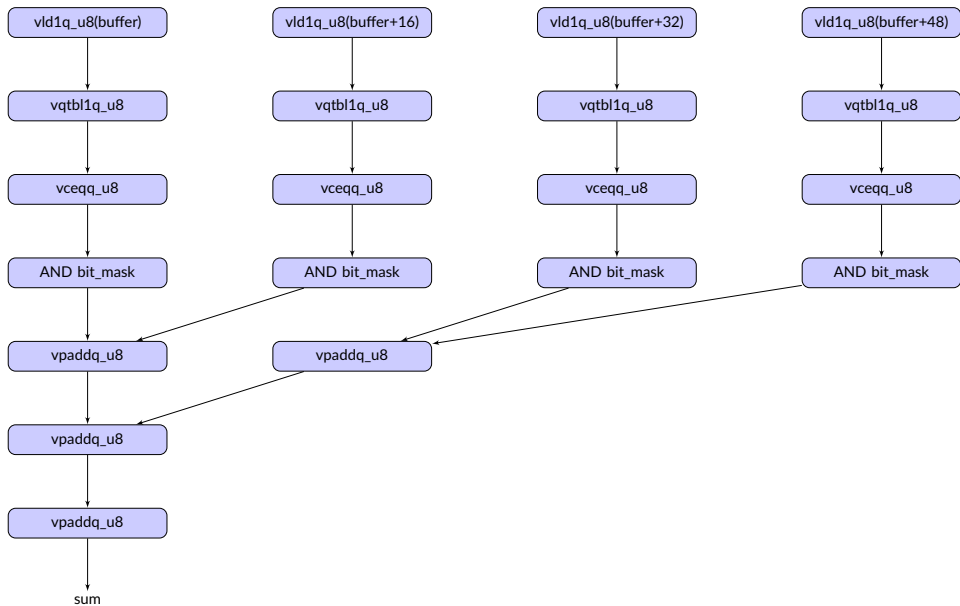 vld1q_u8(buffer)
vld1q_u8(buffer+16)
vld1q_u8(buffer+32)
vld1q_u8(buffer+48)
vqtbl1q_u8
vqtbl1q_u8
vqtbl1q_u8
vqtbl1q_u8
vceqq_u8
vceqq_u8
vceqq_u8
vceqq_u8
AND bit_mask
AND bit_mask
AND bit_mask
AND bit_mask
vpaddq_u8
vpaddq_u8
vpaddq_u8
vpaddq_u8
sum